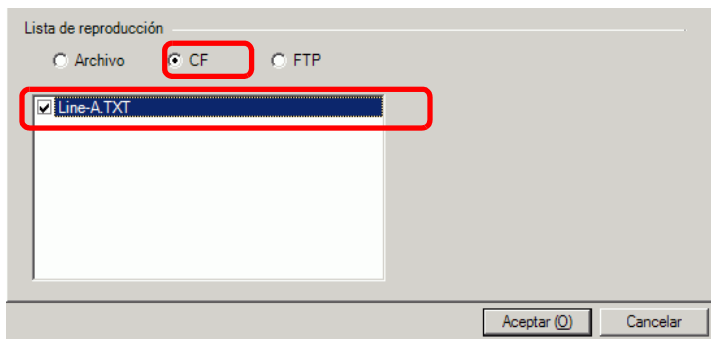 Lista de reproducción
Archivo CF FTP
Line-A.TXT
Aceptar (O) Cancelar